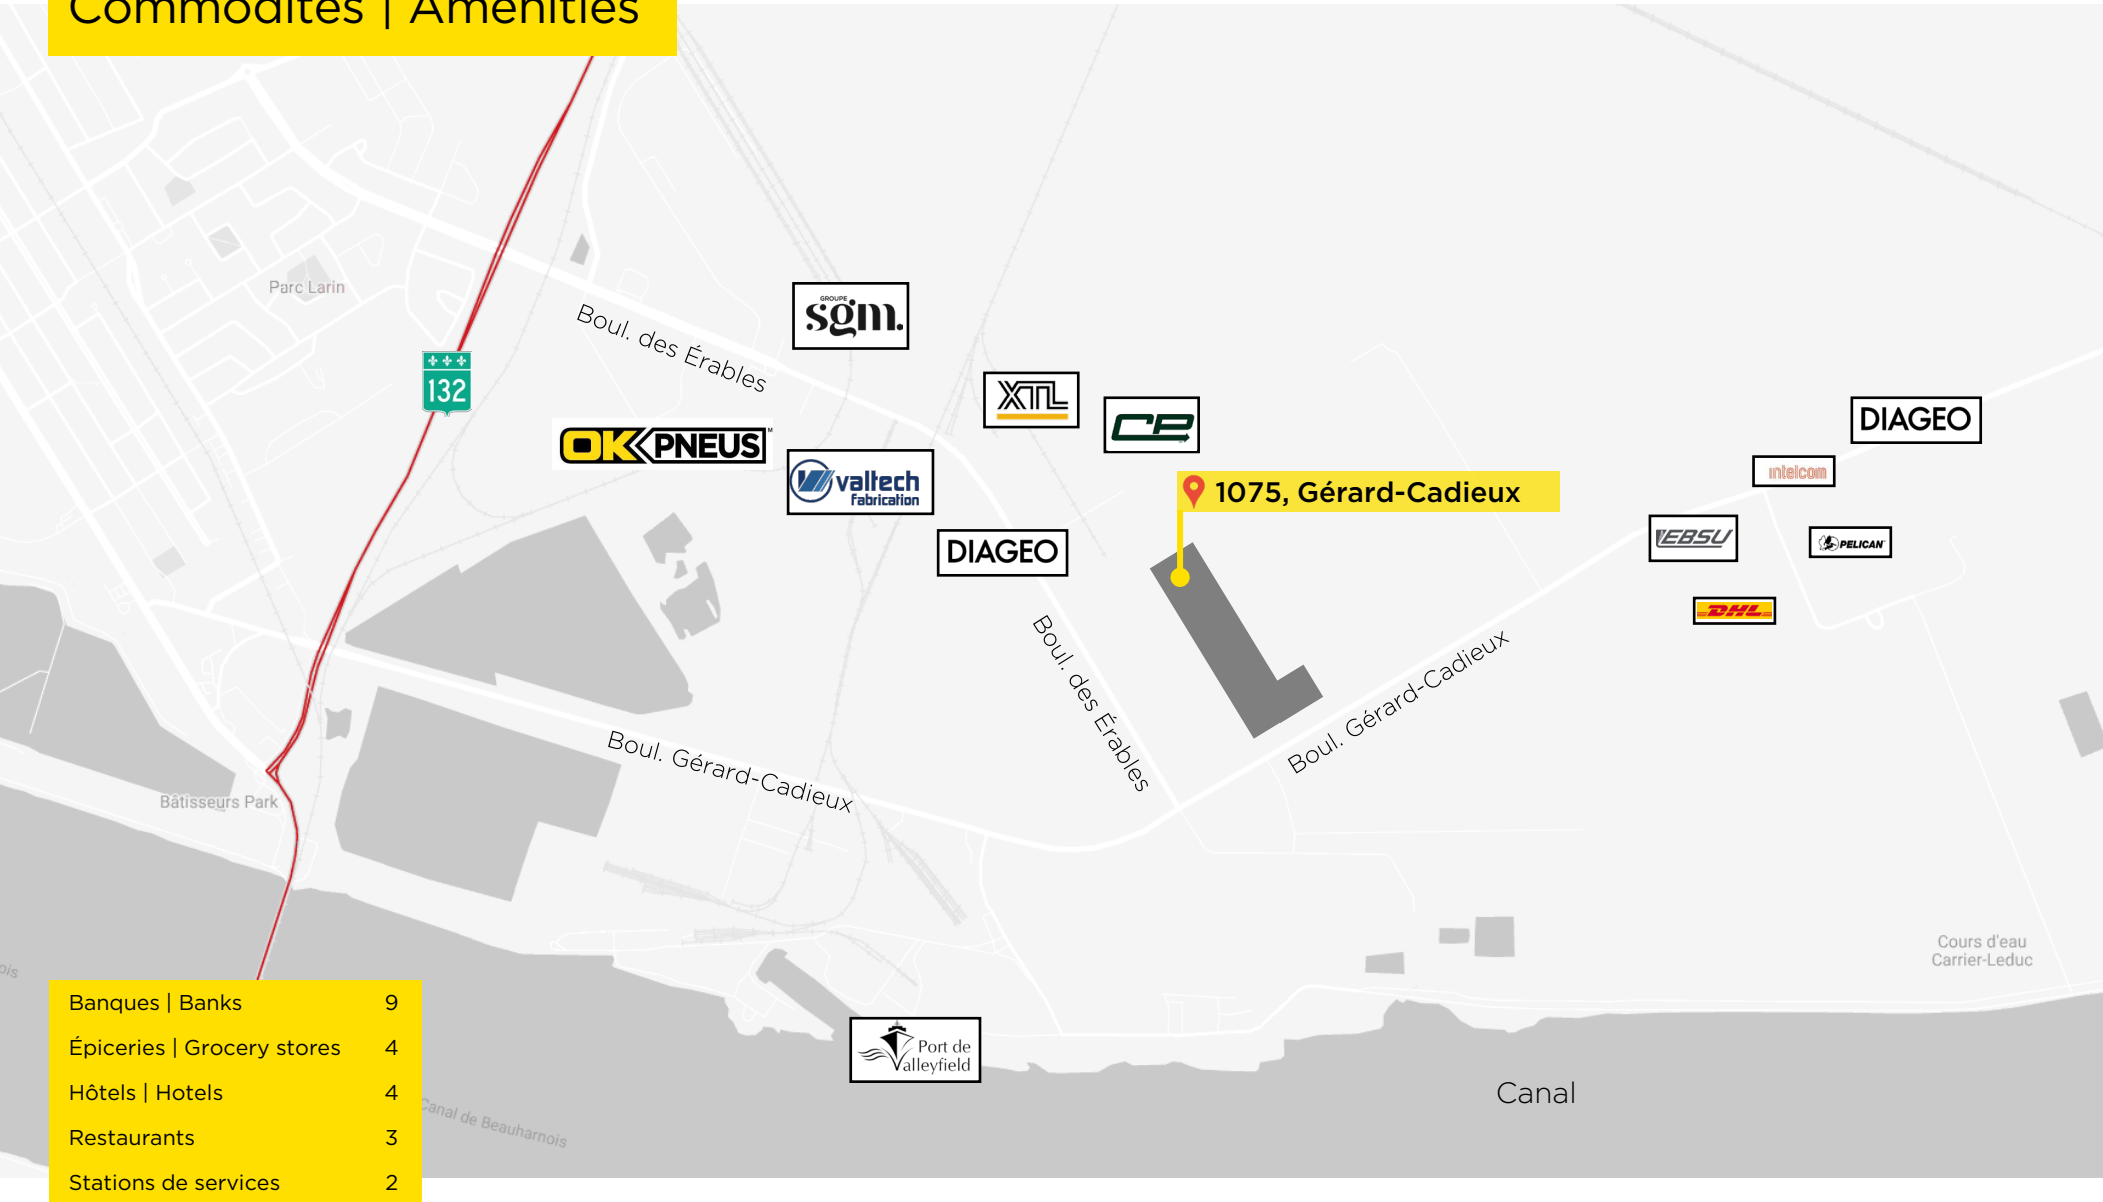 Commodités | Amenities
Parc Larin
132
Boul. des Érables
GROUPE
sgm.
XTL
CP
OK PNEUS
valtech
fabrication
DIAGEO
1075, Gérard-Cadieux
DIAGEO
intelcom
EBSU
PELICAN
DHL
Boul. des Érables
Boul. Gérard-Cadieux
Boul. Gérard-Cadieux
Bâtisseurs Park
Cours d'eau
Carrier-Leduc
Port de
Valleyfield
Canal
Canal de Beauharnois
Banques | Banks 9
Épiceries | Grocery stores 4
Hôtels | Hotels 4
Restaurants 3
Stations de services 2